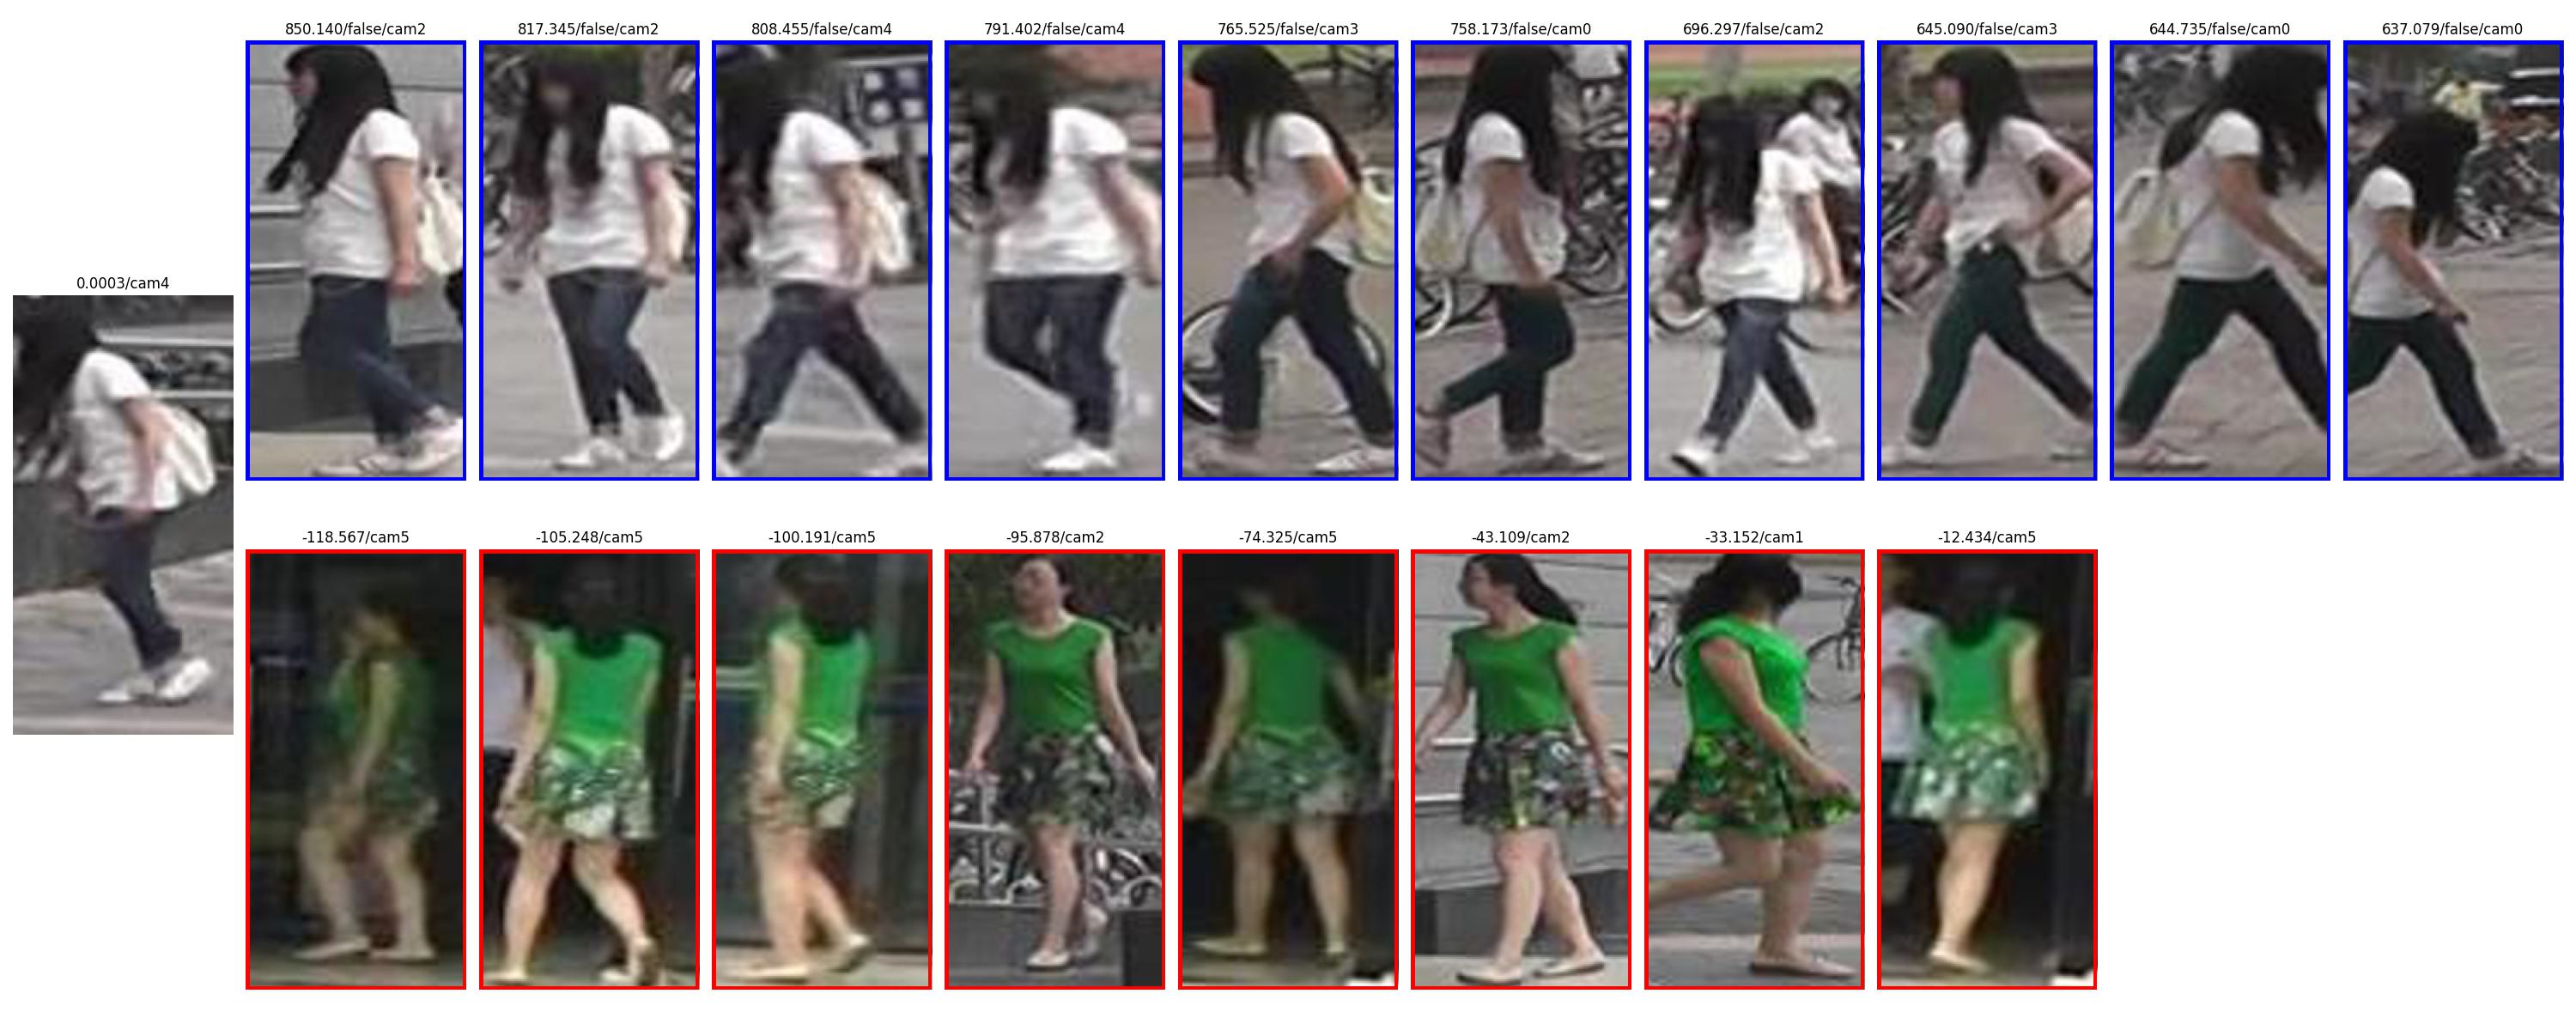 850.140/false/cam2
817.345/false/cam2
808.455/false/cam4
791.402/false/cam4
765.525/false/cam3
758.173/false/cam0
696.297/false/cam2
645.090/false/cam3
644.735/false/cam0
637.079/false/cam0
0.0003/cam4
-118.567/cam5
-105.248/cam5
-100.191/cam5
-95.878/cam2
-74.325/cam5
-43.109/cam2
-33.152/cam1
-12.434/cam5